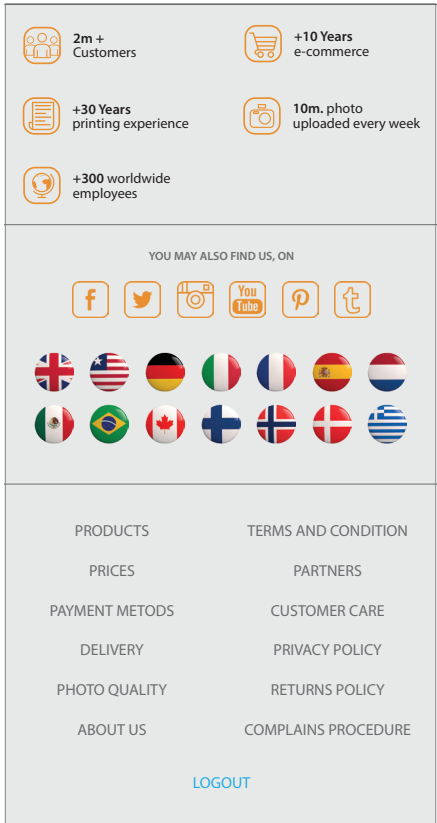 2m +
Customers
+10 Years
e-commerce
+30 Years
printing experience
10m. photo
uploaded every week
+300 worldwide
employees
YOU MAY ALSO FIND US, ON
f
You
Tube
t
PRODUCTS
TERMS AND CONDITION
PRICES
PARTNERS
PAYMENT METODS
CUSTOMER CARE
DELIVERY
PRIVACY POLICY
PHOTO QUALITY
RETURNS POLICY
ABOUT US
COMPLAINS PROCEDURE
LOGOUT